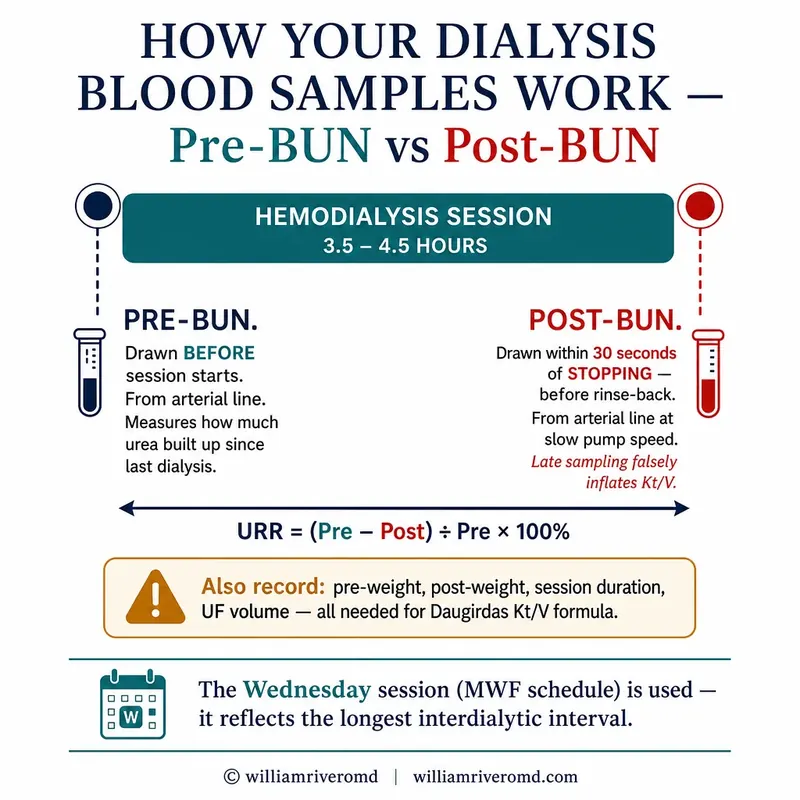 HOW YOUR DIALYSIS
BLOOD SAMPLES WORK —
Pre-BUN vs Post-BUN
HEMODIALYSIS SESSION
3.5 – 4.5 HOURS
PRE-BUN.
Drawn BEFORE
session starts.
From arterial line.
Measures how much
urea built up since
last dialysis.
POST-BUN.
Drawn within 30 seconds
of STOPPING —
before rinse-back.
From arterial line at
slow pump speed.
Late sampling falsely
inflates Kt/V.
URR = (Pre – Post) ÷ Pre × 100%
Also record: pre-weight, post-weight, session duration,
UF volume — all needed for Daugirdas Kt/V formula.
W
The Wednesday session (MWF schedule) is used —
it reflects the longest interdialytic interval.
© williamriveromd | williamriveromd.com